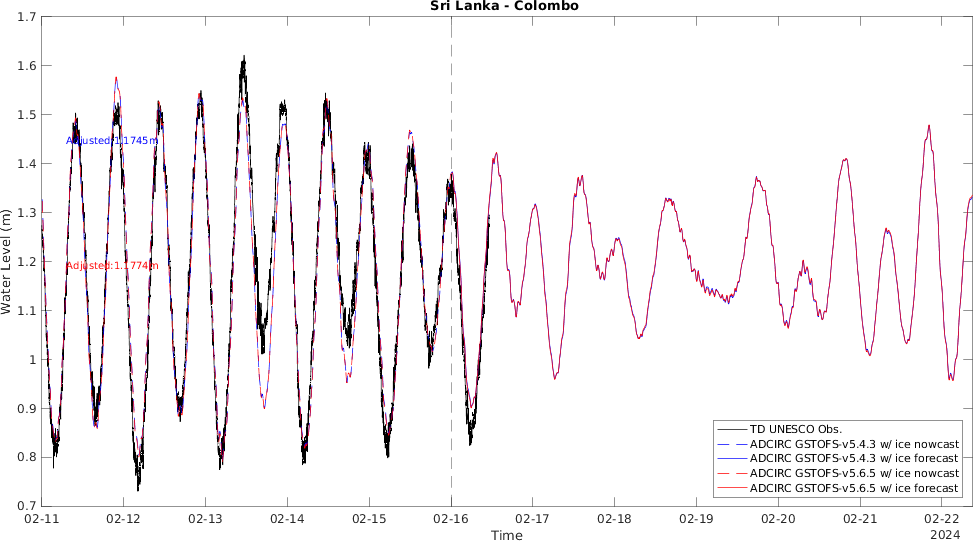 Sri Lanka - Colombo
1.7
1.6
1.5
1.4
1.3
1.2
1.1
1
0.9
0.8
0.7
Water Level (m)
Adjusted:1.1745m
Adjusted:1.1774m
TD UNESCO Obs.
ADCIRC GSTOFS-v5.4.3 w/ ice nowcast
ADCIRC GSTOFS-v5.4.3 w/ ice forecast
ADCIRC GSTOFS-v5.6.5 w/ ice nowcast
ADCIRC GSTOFS-v5.6.5 w/ ice forecast
02-11 02-12 02-13 02-14 02-15 02-16 02-17 02-18 02-19 02-20 02-21 02-22
2024
Time